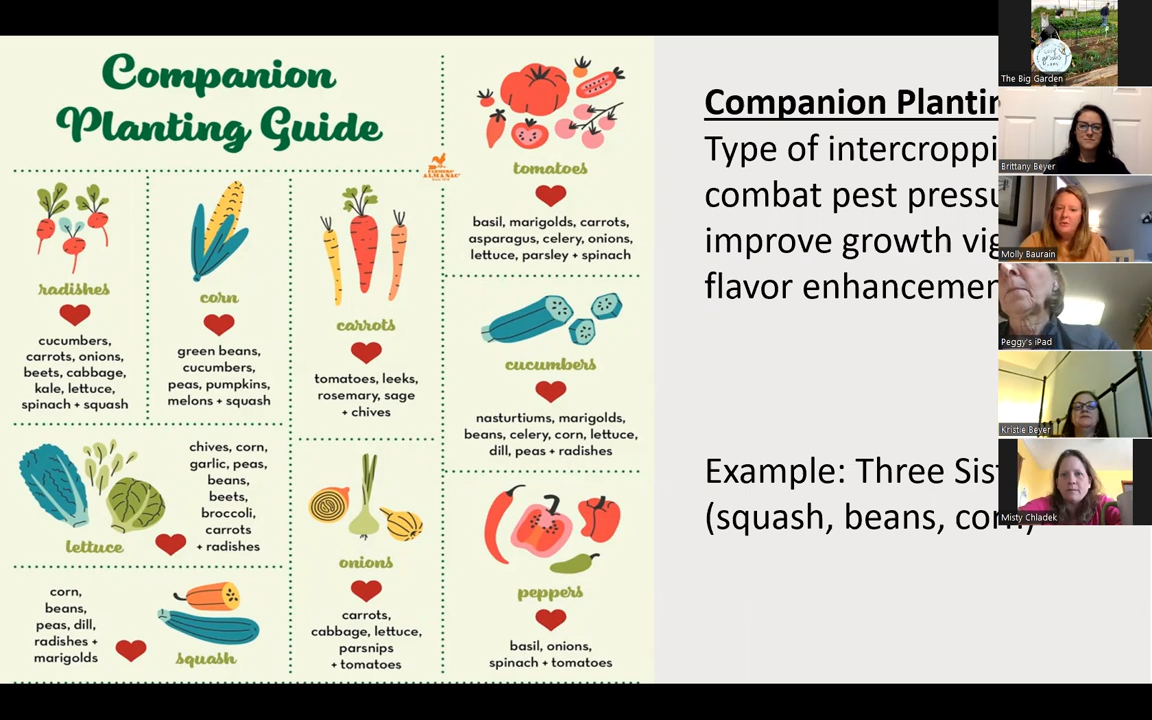 Companion
Planting Guide
FARMERS'
ALMANAC
radishes
cucumbers,
carrots, onions,
beets, cabbage,
kale, lettuce,
spinach + squash
corn
green beans,
cucumbers,
peas, pumpkins,
melons + squash
carrots
tomatoes, leeks,
rosemary, sage
+ chives
tomatoes
basil, marigolds, carrots,
asparagus, celery, onions,
lettuce, parsley + spinach
cucumbers
nasturtiums, marigolds,
beans, celery, corn, lettuce,
dill, peas + radishes
lettuce
chives, corn,
garlic, peas,
beans,
beets,
broccoli,
carrots
+ radishes
onions
carrots,
cabbage, lettuce,
parsnips
+ tomatoes
peppers
basil, onions,
spinach + tomatoes
corn,
beans,
peas, dill,
radishes +
marigolds
squash
Companion Plantin
Type of intercroppi
combat pest pressu
improve growth vig
flavor enhancemen
Example: Three Sist
(squash, beans, corn)
The Big Garden
Brittany Beyer
Molly Baurain
Peggy's iPad
Kristie Beyer
Misty Chladek